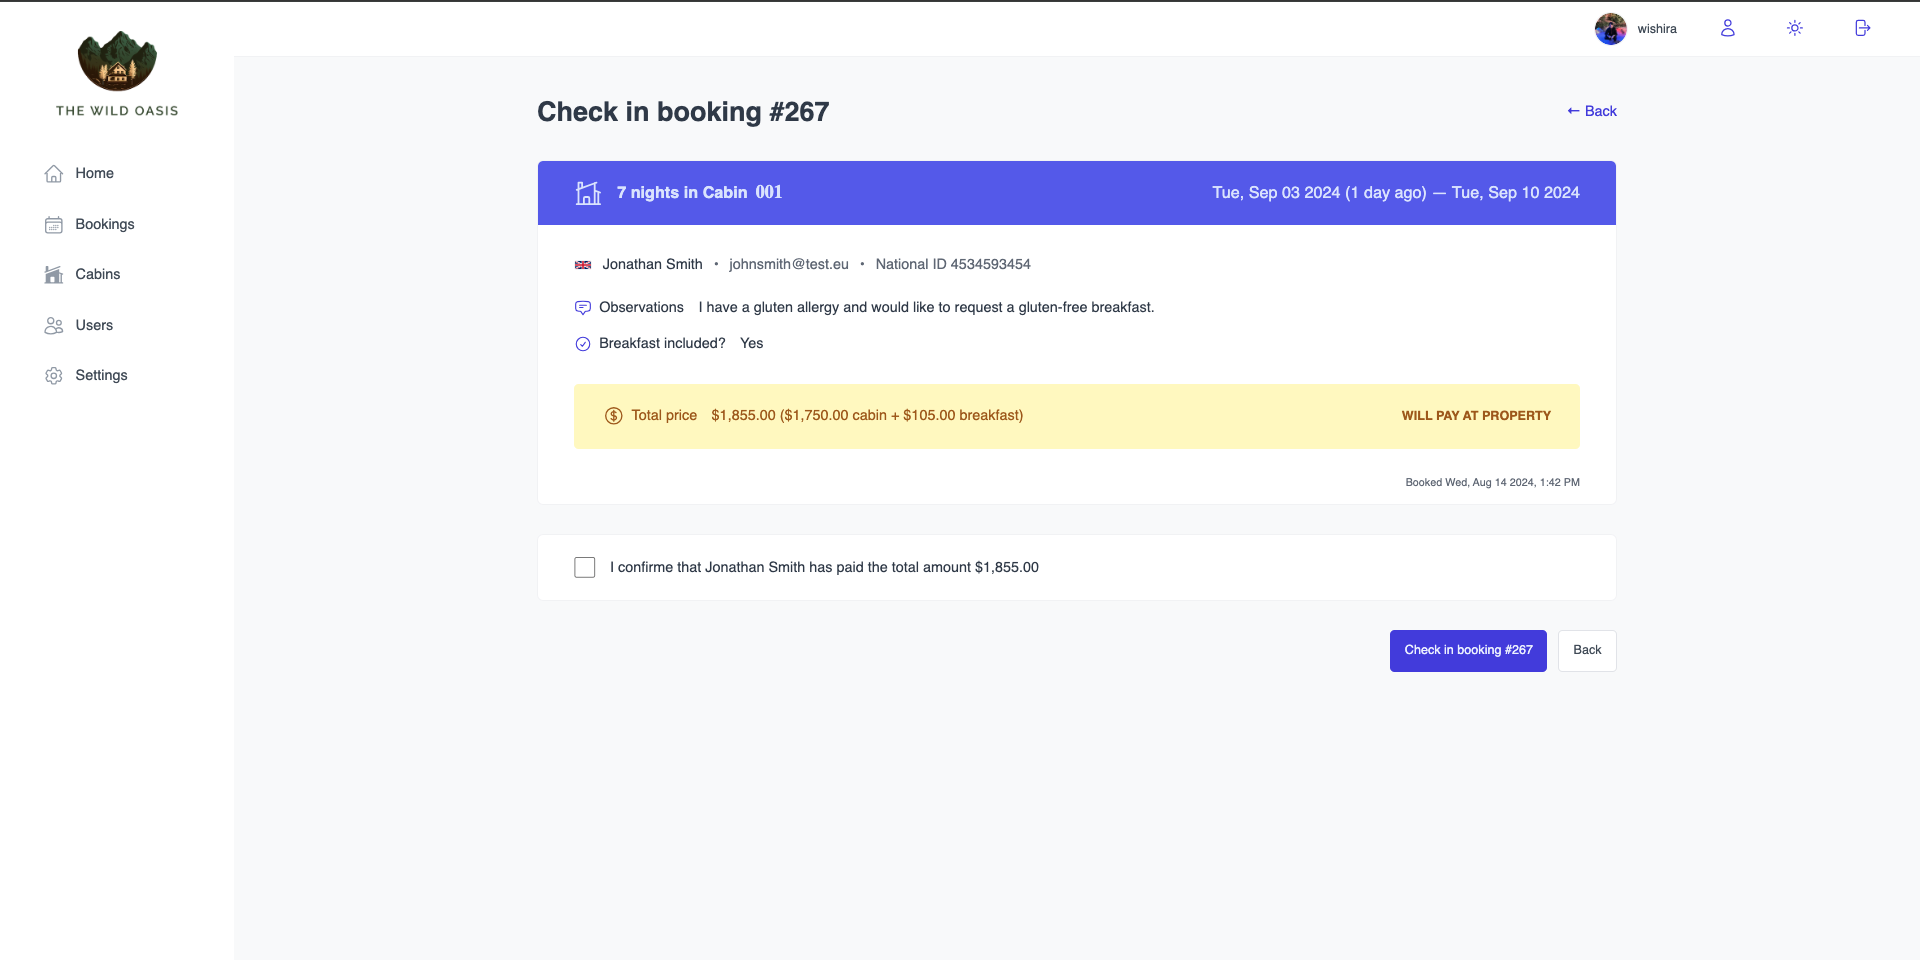 wishira
THE WILD OASIS
Home
Bookings
Cabins
Users
Settings
Check in booking #267
← Back
7 nights in Cabin 001
Tue, Sep 03 2024 (1 day ago) — Tue, Sep 10 2024
Jonathan Smith • johnsmith@test.eu • National ID 4534593454
Observations I have a gluten allergy and would like to request a gluten-free breakfast.
Breakfast included? Yes
Total price $1,855.00 ($1,750.00 cabin + $105.00 breakfast)
WILL PAY AT PROPERTY
Booked Wed, Aug 14 2024, 1:42 PM
I confirme that Jonathan Smith has paid the total amount $1,855.00
Check in booking #267
Back